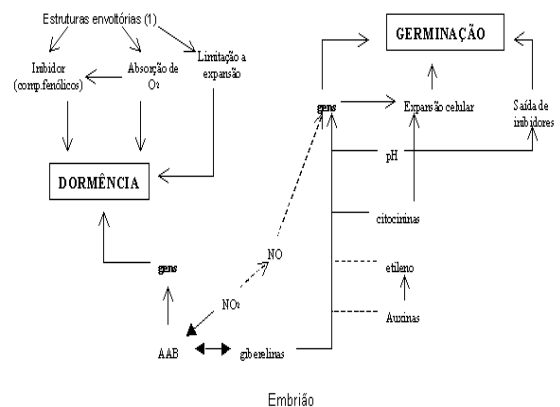 Estruturas envoltórias (1)
GERMINAÇÃO
Inibidor
(comp.fenólicos)
Absorção de
O₂
Limitação a
expansão
gens
Expansão celular
Saída de
inibidores
pH
DORMÊNCIA
citocininas
NO
gens
etileno
NO₂
Auxinas
AAB
giberelinas
Embrião